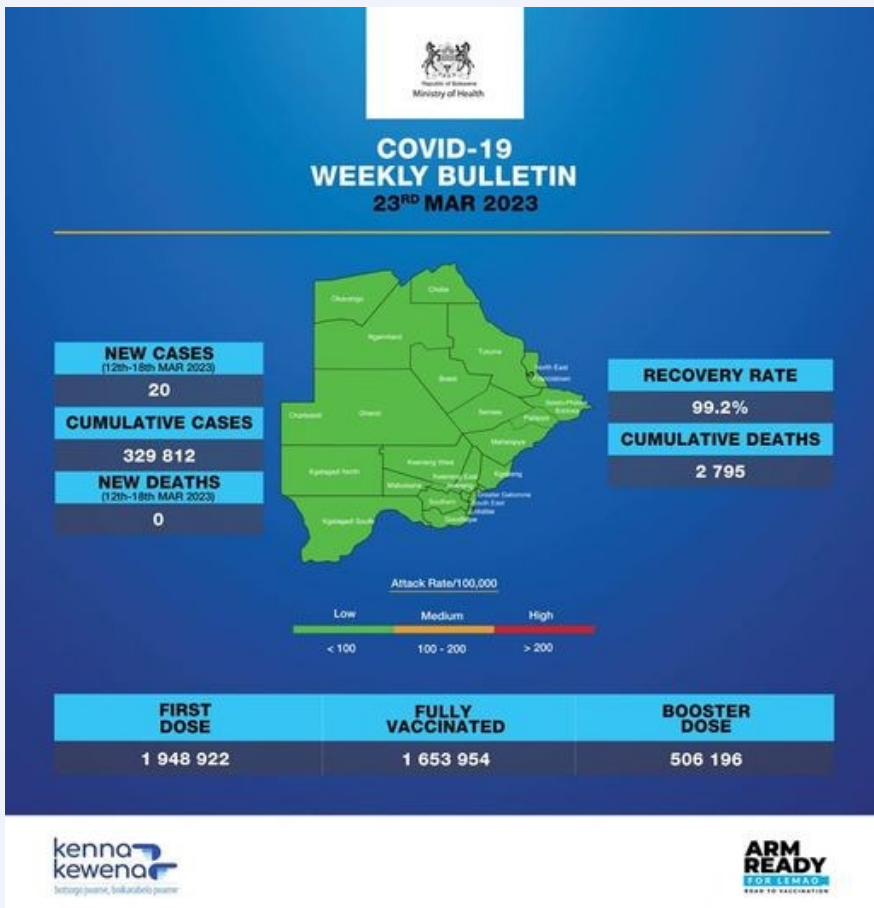 Republic of Botswana
Ministry of Health
COVID-19
WEEKLY BULLETIN
23RD MAR 2023
NEW CASES
(12th-18th MAR 2023)
20
CUMULATIVE CASES
329 812
NEW DEATHS
(12th-18th MAR 2023)
0
Okavango
Chobe
Ngamiland
Tutume
North East
Francistown
Boteti
Charleshill
Ghanzi
Serowe
Palapye
Mahalapye
Kgalagadi North
Kweneng West
Kweneng East
Kgatleng
Mabutsane
Southern
Greater Gaborone
South East
Lobatse
Goodhope
Kgalagadi South
RECOVERY RATE
99.2%
CUMULATIVE DEATHS
2 795
Attack Rate/100,000
Low
Medium
High
< 100
100 - 200
> 200
FIRST
DOSE
FULLY
VACCINATED
BOOSTER
DOSE
1 948 922
1 653 954
506 196
kenna
kewena
botsogo jwame, boikarabelo jwame
ARM
READY
FOR LEMAO
ROAD TO VACCINATION